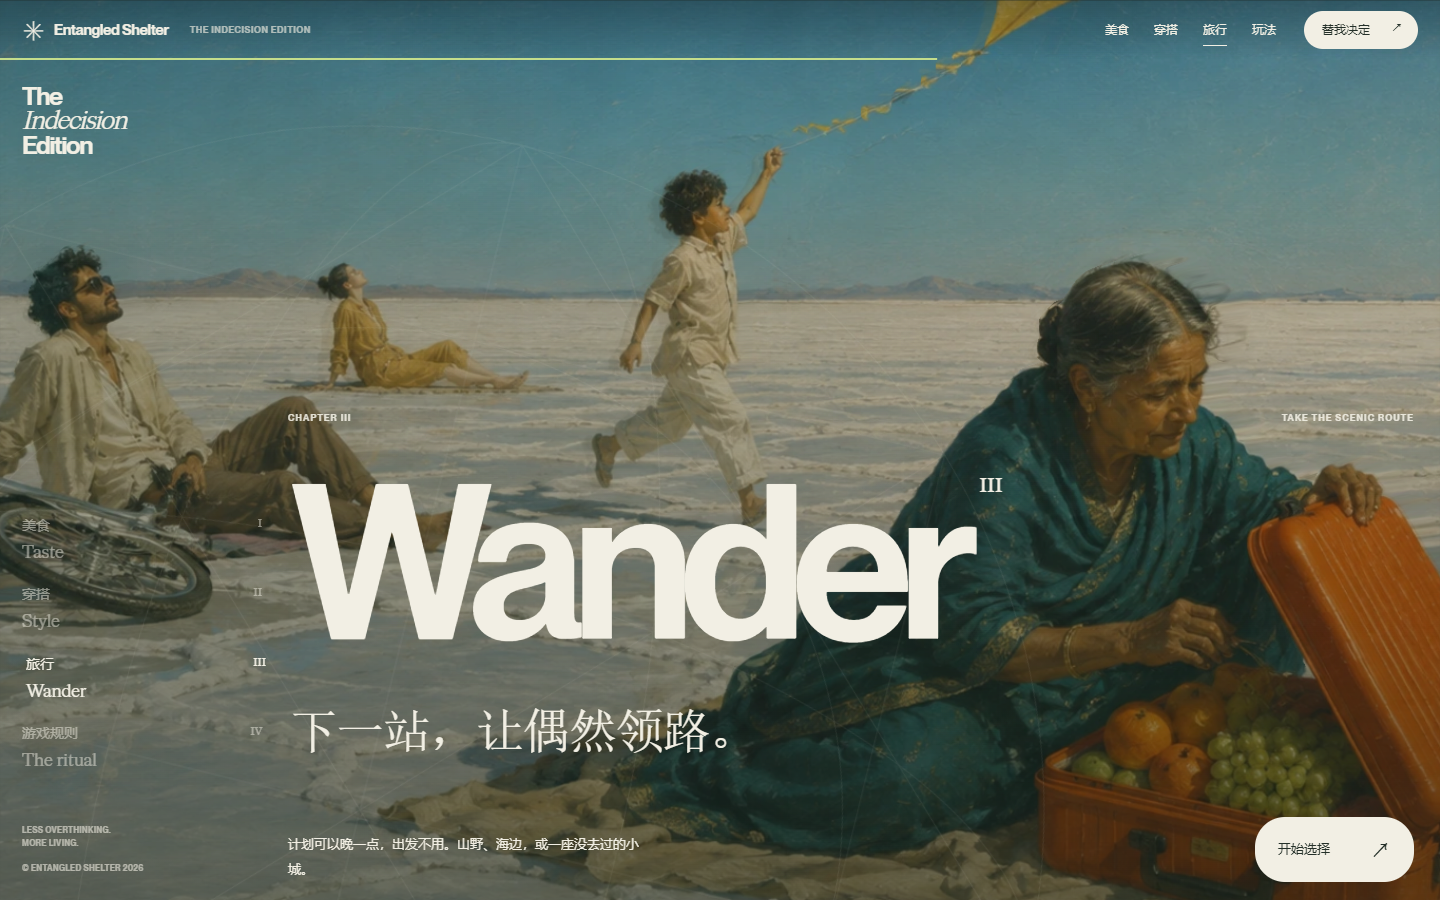 Entangled Shelter
THE INDECISION EDITION
美食
穿搭
旅行
玩法
替我决定
The
Indecision
Edition
CHAPTER III
TAKE THE SCENIC ROUTE
Wander
III
美食
I
Taste
穿搭
II
Style
旅行
III
Wander
游戏规则
IV
The ritual
下一站，让偶然领路。
LESS OVERTHINKING.
MORE LIVING.
© ENTANGLED SHELTER 2026
计划可以晚一点，出发不用。山野、海边，或一座没去过的小
城。
开始选择